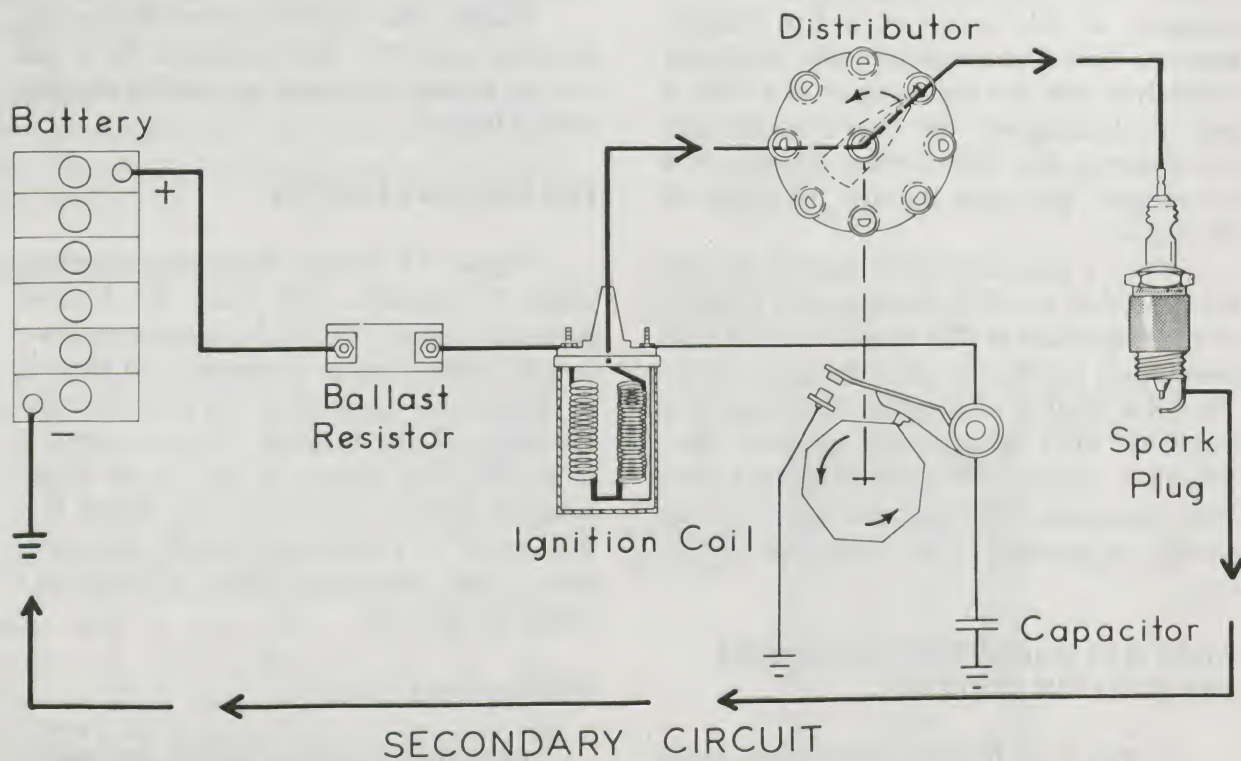 Distributor
Battery
+
Ballast
Resistor
-
Ignition Coil
Spark
Plug
Capacitor
SECONDARY CIRCUIT